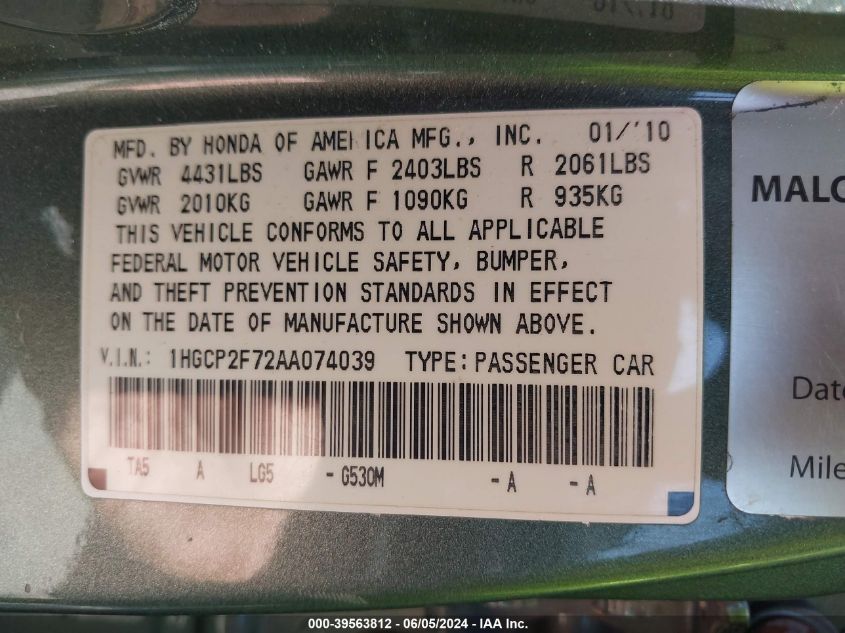 MFD. BY HONDA OF AMERICA MFG., INC. 01/'10
GVWR 4431LBS GAWR F 2403LBS R 2061LBS
GVWR 2010KG GAWR F 1090KG R 935KG
THIS VEHICLE CONFORMS TO ALL APPLICABLE
FEDERAL MOTOR VEHICLE SAFETY, BUMPER,
AND THEFT PREVENTION STANDARDS IN EFFECT
ON THE DATE OF MANUFACTURE SHOWN ABOVE.
V.I.N.: 1HGCP2F72AA074039 TYPE: PASSENGER CAR
TA5 A LG5 - G530M - A - A
MALC
Date
Mile
000-39563812 - 06/05/2024 - IAA Inc.